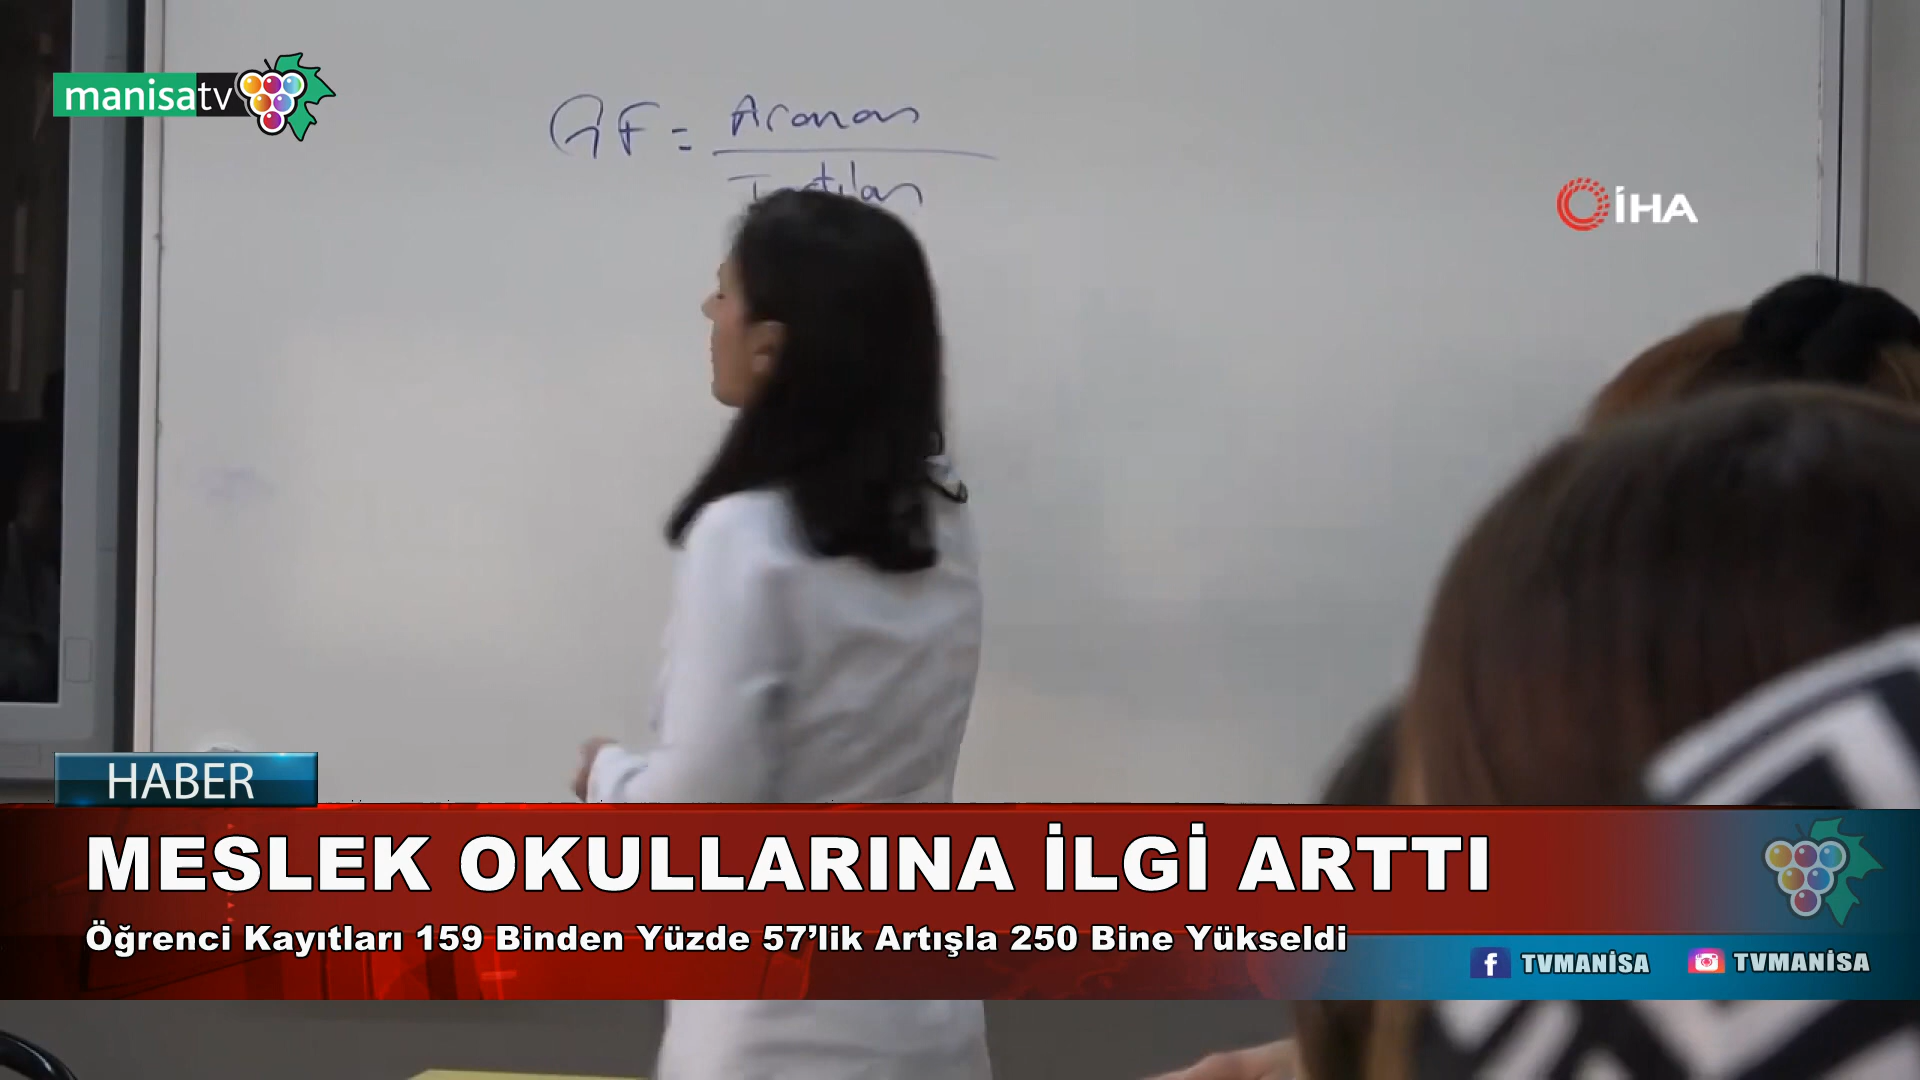 manisatv
GF = Aranan
Tartılan
İHA
HABER
MESLEK OKULLARINA İLGİ ARTTI
Öğrenci Kayıtları 159 Binden Yüzde 57’lik Artışla 250 Bine Yükseldi
TVMANİSA
TVMANİSA